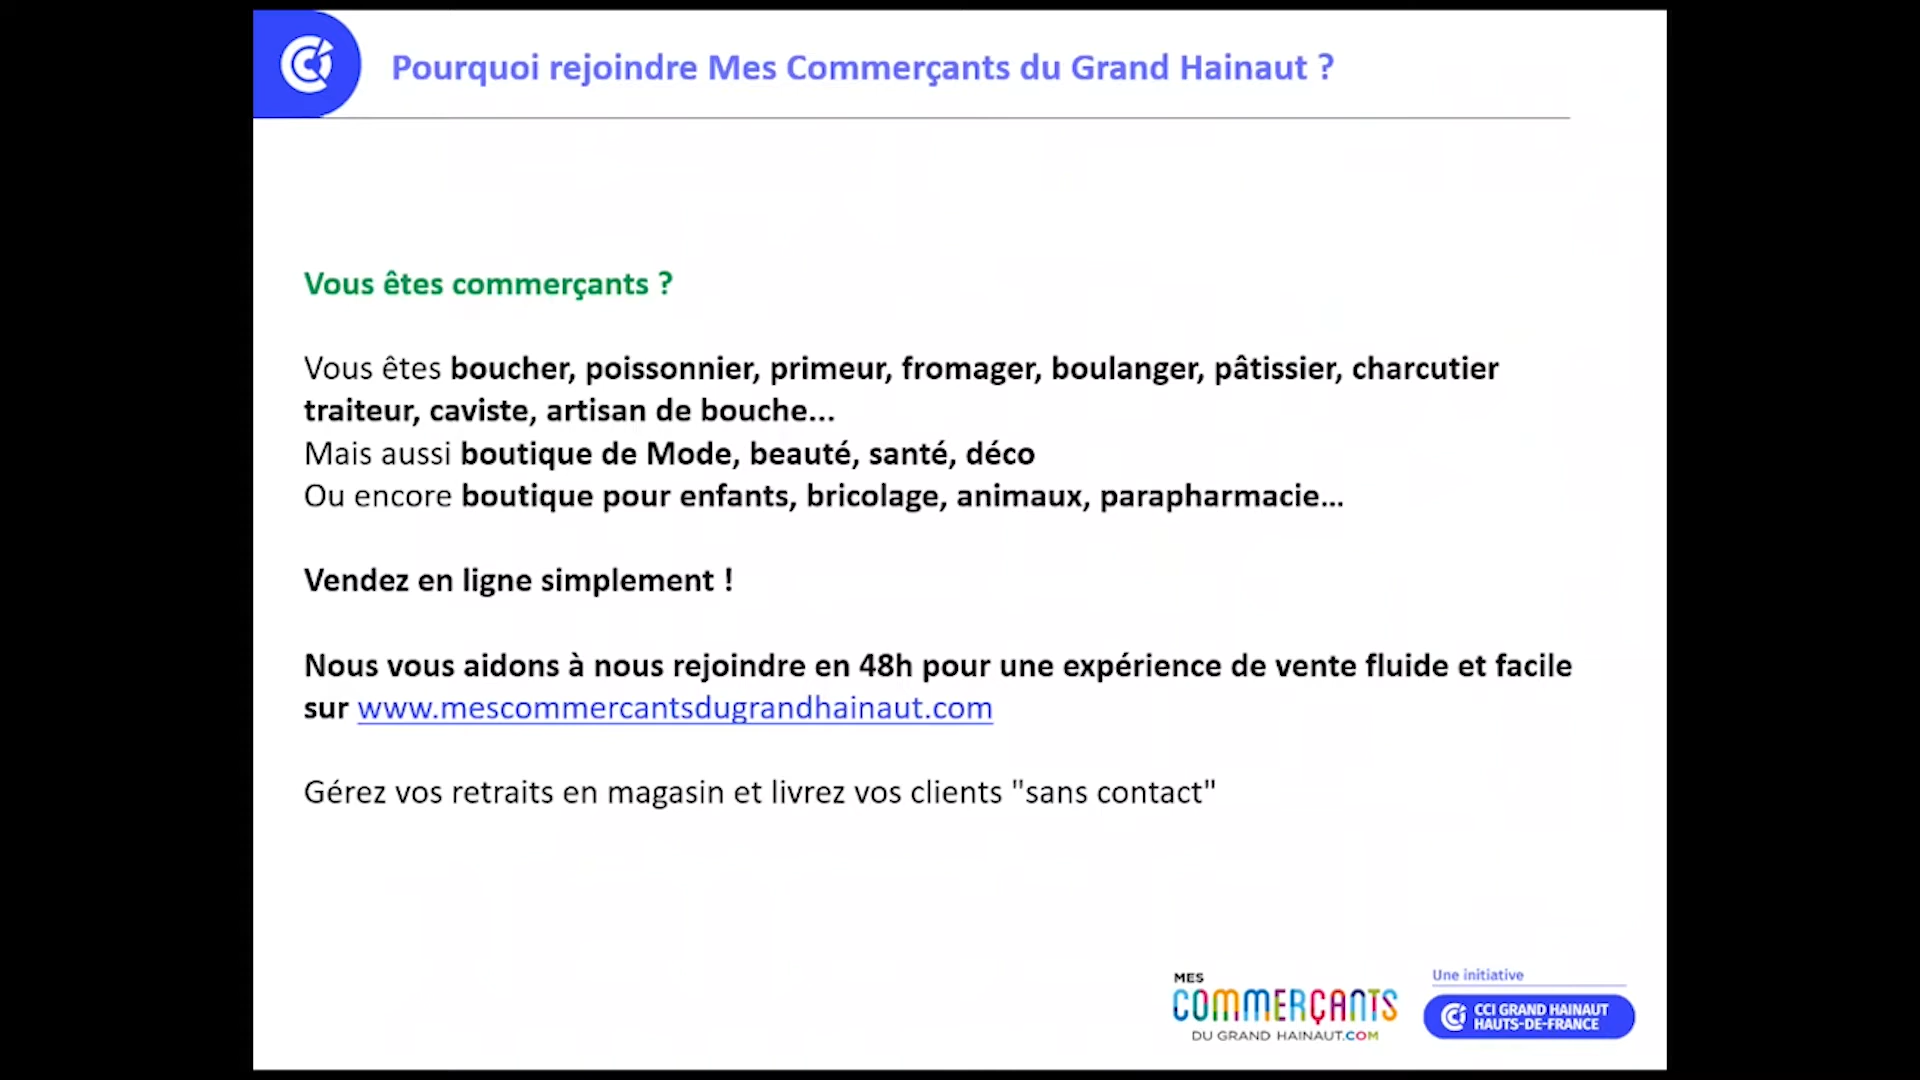 Pourquoi rejoindre Mes Commerçants du Grand Hainaut ?
Vous êtes commerçants ?
Vous êtes boucher, poissonnier, primeur, fromager, boulanger, pâtissier, charcutier
traiteur, caviste, artisan de bouche...
Mais aussi boutique de Mode, beauté, santé, déco
Ou encore boutique pour enfants, bricolage, animaux, parapharmacie...
Vendez en ligne simplement !
Nous vous aidons à nous rejoindre en 48h pour une expérience de vente fluide et facile
sur www.mescommercantsdugrandhainaut.com
Gérez vos retraits en magasin et livrez vos clients "sans contact"
MES
COMMERÇANTS
DU GRAND HAINAUT.COM
Une initiative
CCI GRAND HAINAUT
HAUTS-DE-FRANCE